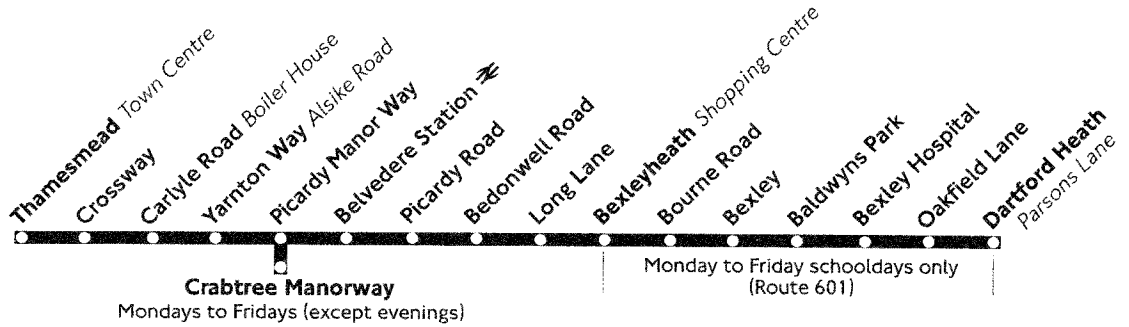 Thamesmead Town Centre
Crossway
Carlyle Road Boiler House
Yarnton Way Alsike Road
Picardy Manor Way
Belvedere Station
Picardy Road
Bedonwell Road
Long Lane
Bexleyheath Shopping Centre
Bourne Road
Bexley
Baldwyns Park
Bexley Hospital
Oakfield Lane
Dartford Heath
Parsons Lane
Crabtree Manorway
Mondays to Fridays (except evenings)
Monday to Friday schooldays only
(Route 601)